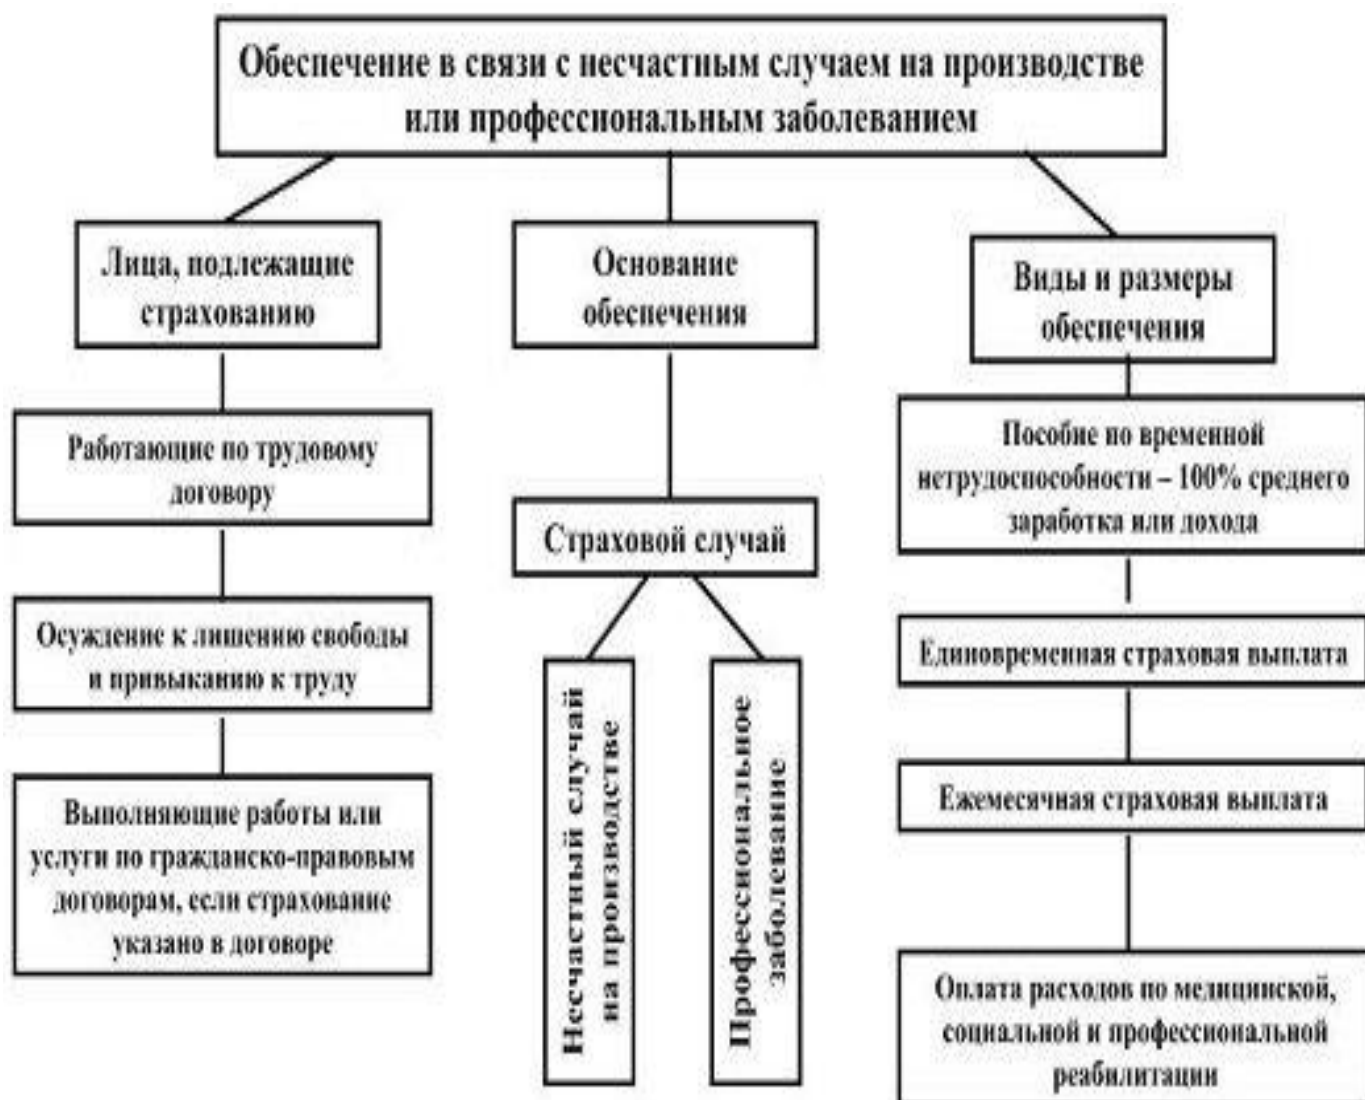 Обеспечение в связи с несчастным случаем на производстве
или профессиональным заболеванием
Лица, подлежащие
страхованию
Работающие по трудовому
договору
Осуждение к лишению свободы
и привыканию к труду
Выполняющие работы или
услуги по гражданско-правовым
договорам, если страхование
указано в договоре
Основание
обеспечения
Страховой случай
Несчастный случай
на производстве
Профессиональное
заболевание
Виды и размеры
обеспечения
Пособие по временной
нетрудоспособности – 100% среднего
заработка или дохода
Единовременная страховая выплата
Ежемесячная страховая выплата
Оплата расходов по медицинской,
социальной и профессиональной
реабилитации